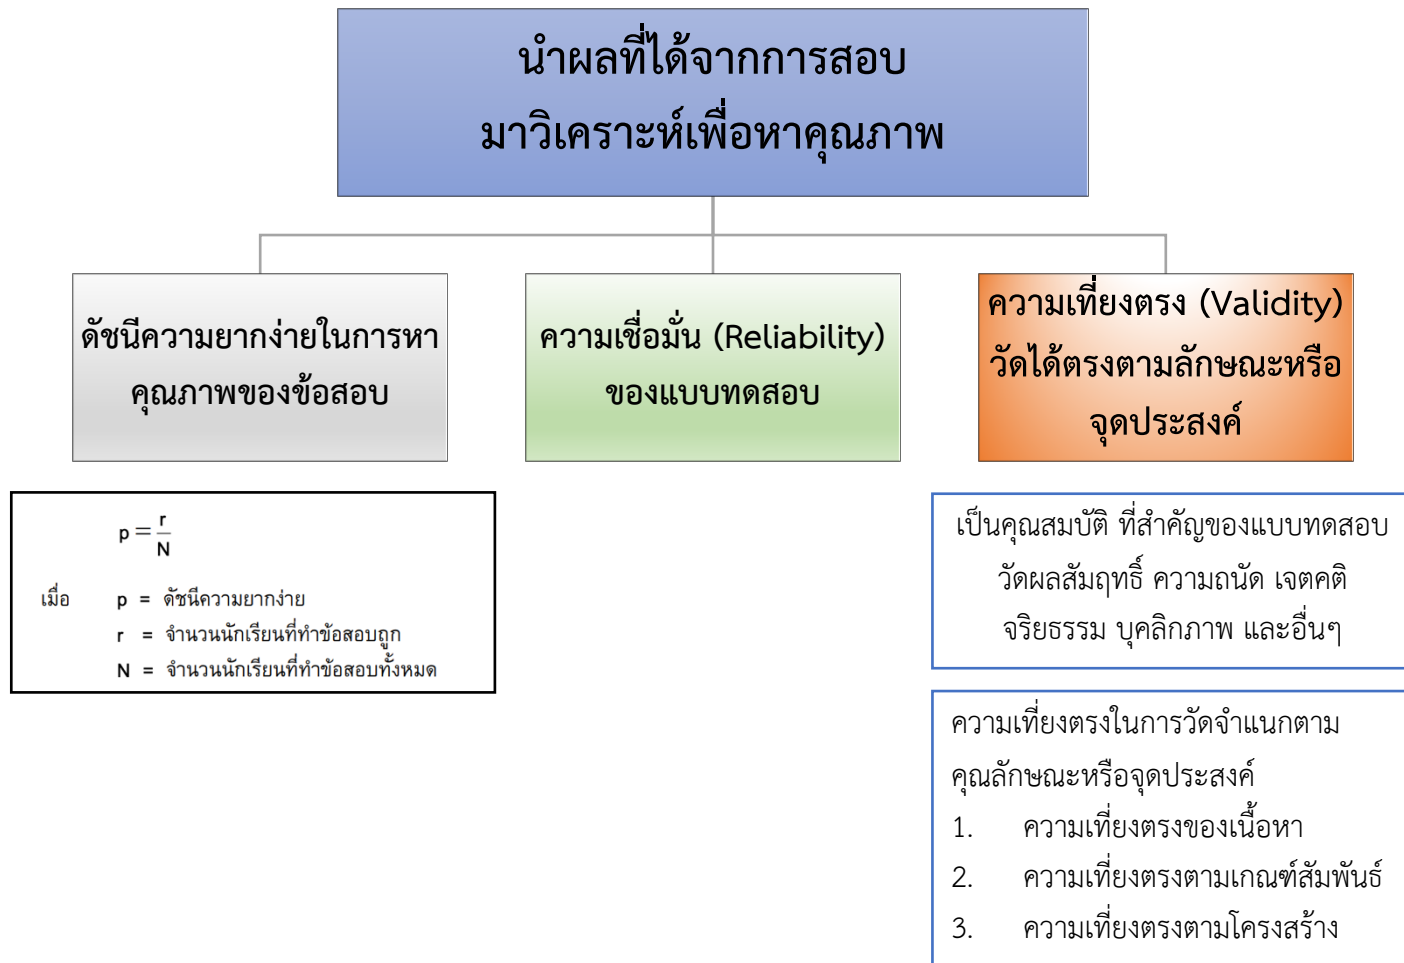 นำผลที่ได้จากการสอบ
มาวิเคราะห์เพื่อหาคุณภาพ
ดัชนีความยากง่ายในการหา
คุณภาพของข้อสอบ
ความเชื่อมั่น (Reliability)
ของแบบทดสอบ
ความเที่ยงตรง (Validity)
วัดได้ตรงตามลักษณะหรือ
จุดประสงค์
p = r/N
เมื่อ p = ดัชนีความยากง่าย
r = จำนวนนักเรียนที่ทำข้อสอบถูก
N = จำนวนนักเรียนที่ทำข้อสอบทั้งหมด
เป็นคุณสมบัติ ที่สำคัญของแบบทดสอบ
วัดผลสัมฤทธิ์ ความถนัด เจตคติ
จริยธรรม บุคลิกภาพ และอื่นๆ
ความเที่ยงตรงในการวัดจำแนกตาม
คุณลักษณะหรือจุดประสงค์
1. ความเที่ยงตรงของเนื้อหา
2. ความเที่ยงตรงตามเกณฑ์สัมพันธ์
3. ความเที่ยงตรงตามโครงสร้าง